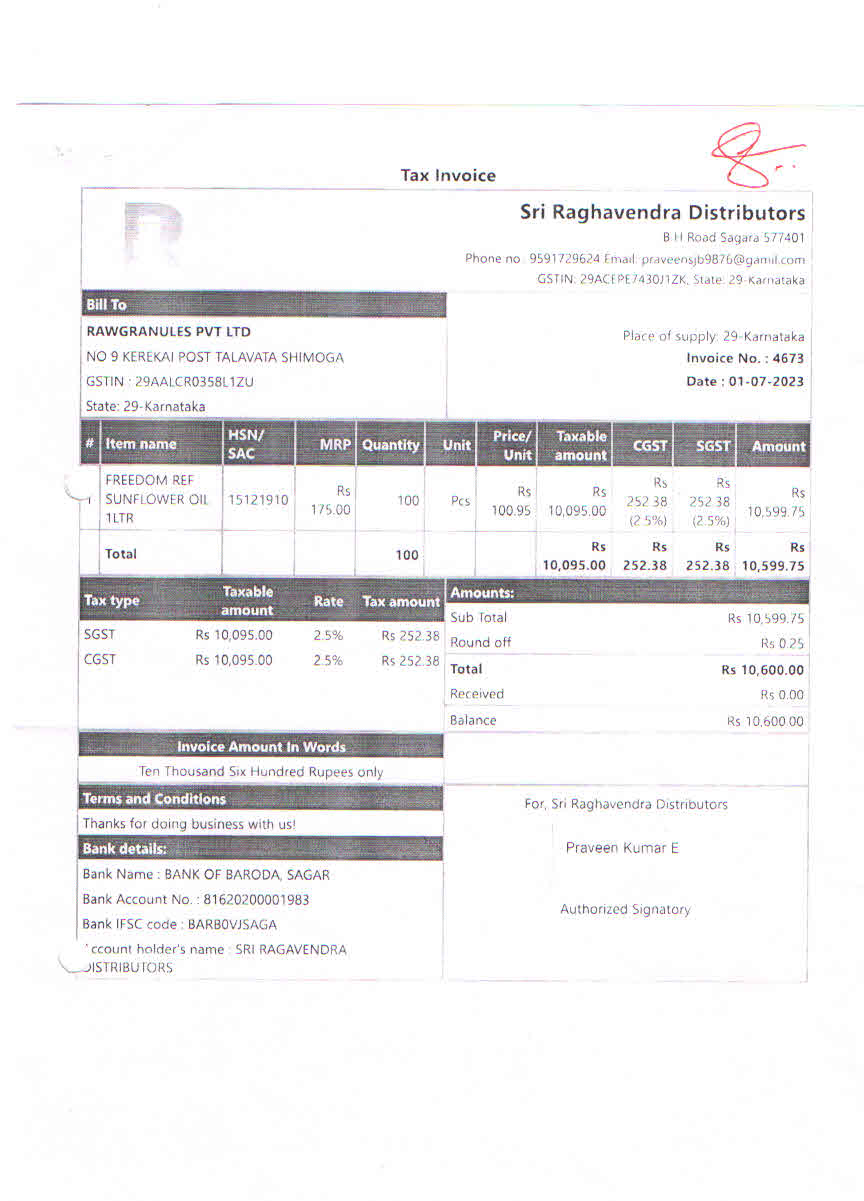 Tax Invoice
R
Sri Raghavendra Distributors
B H Road Sagara 577401
Phone no : 9591729624 Email: praveensjb9876@gamil.com
GSTIN: 29ACEPE7430J1ZK, State: 29-Karnataka
Bill To
RAWGRANULES PVT LTD
NO 9 KEREKAI POST TALAVATA SHIMOGA
GSTIN : 29AALCR0358L1ZU
State: 29-Karnataka
Place of supply: 29-Karnataka
Invoice No. : 4673
Date : 01-07-2023
# Item name HSN/ SAC MRP Quantity Unit Price/ Unit Taxable amount CGST SGST Amount
1 FREEDOM REF SUNFLOWER OIL 1LTR 15121910 Rs 175.00 100 Pcs Rs 100.95 Rs 10,095.00 Rs 252.38 (2.5%) Rs 252.38 (2.5%) Rs 10,599.75
Total 100 Rs 10,095.00 Rs 252.38 Rs 252.38 Rs 10,599.75
Tax type Taxable amount Rate Tax amount
SGST Rs 10,095.00 2.5% Rs 252.38
CGST Rs 10,095.00 2.5% Rs 252.38
Amounts:
Sub Total Rs 10,599.75
Round off Rs 0.25
Total Rs 10,600.00
Received Rs 0.00
Balance Rs 10,600.00
Invoice Amount In Words
Ten Thousand Six Hundred Rupees only
Terms and Conditions
Thanks for doing business with us!
Bank details:
Bank Name : BANK OF BARODA, SAGAR
Bank Account No. : 81620200001983
Bank IFSC code : BARB0VJSAGA
ccount holder's name : SRI RAGAVENDRA
DISTRIBUTORS
For, Sri Raghavendra Distributors
Praveen Kumar E
Authorized Signatory